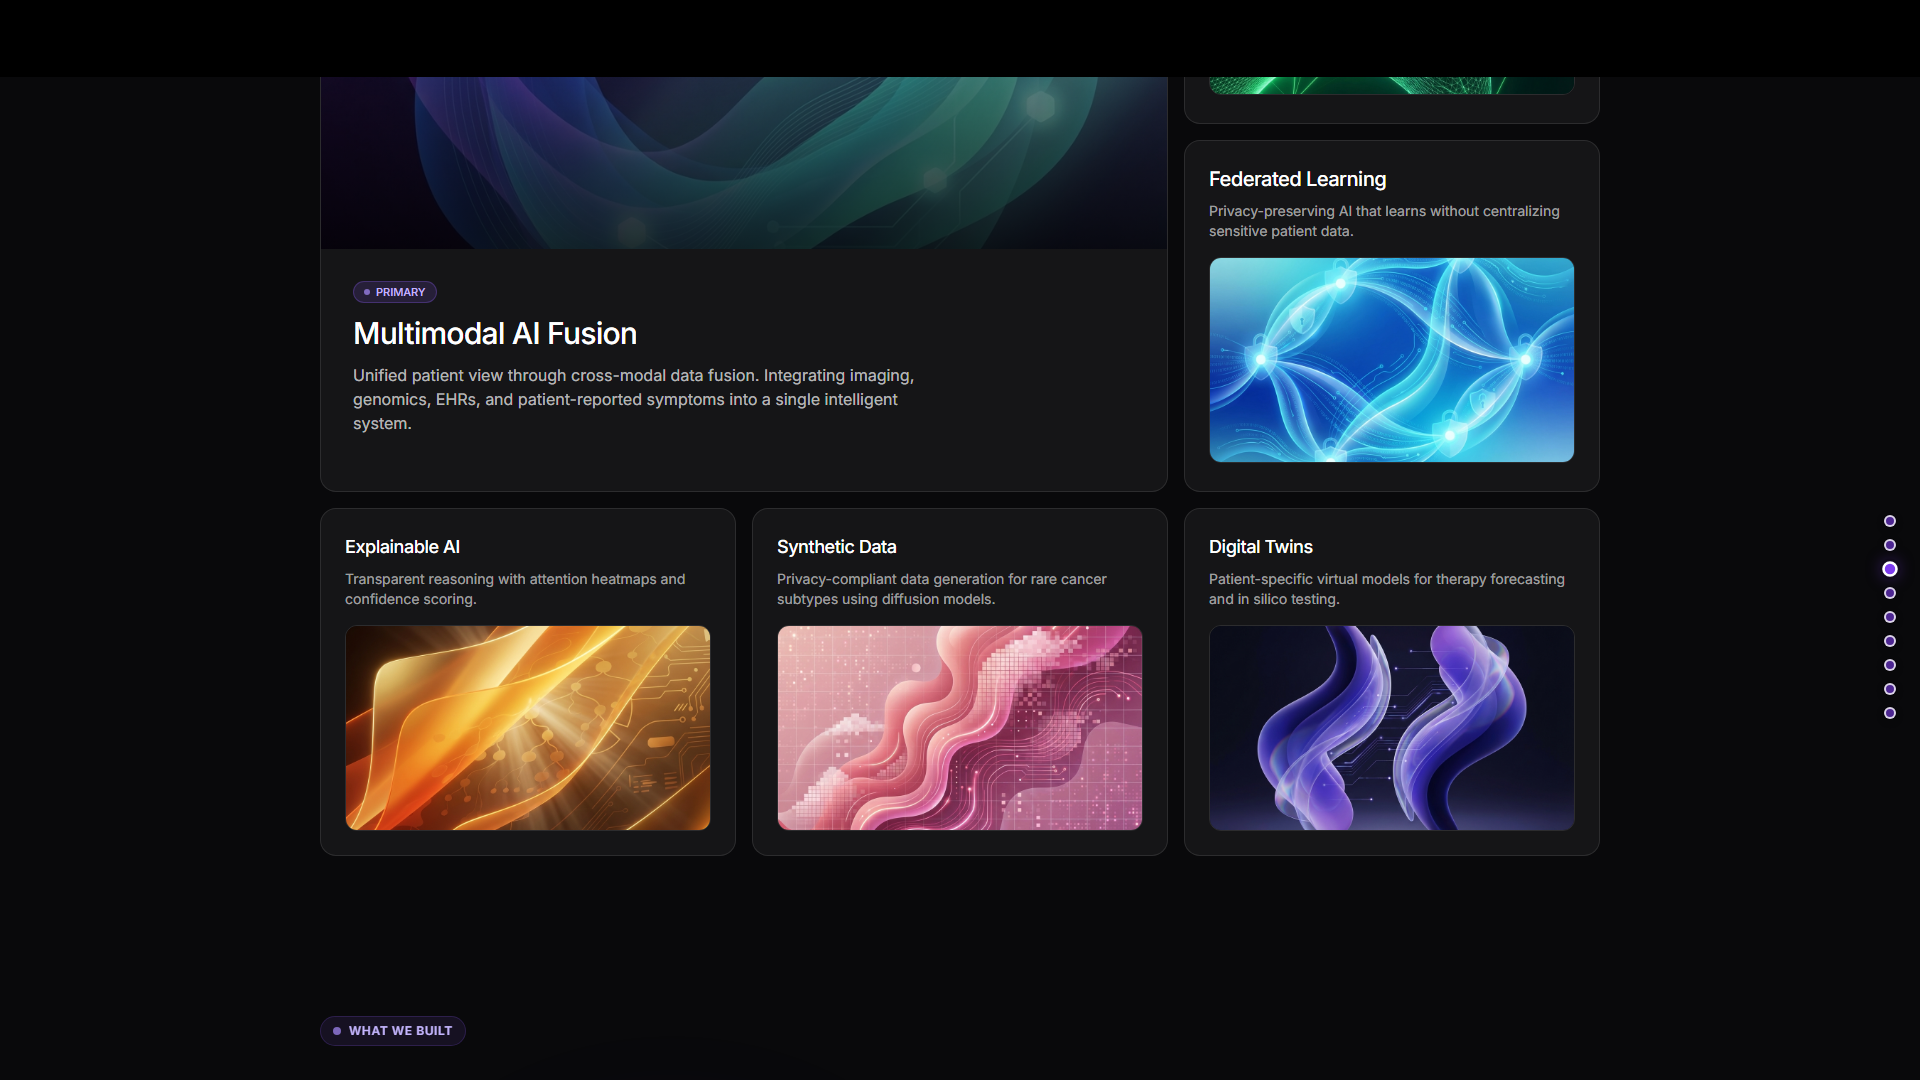 Federated Learning
Privacy-preserving AI that learns without centralizing
sensitive patient data.
PRIMARY
Multimodal AI Fusion
Unified patient view through cross-modal data fusion. Integrating imaging,
genomics, EHRs, and patient-reported symptoms into a single intelligent
system.
Explainable AI
Transparent reasoning with attention heatmaps and
confidence scoring.
Synthetic Data
Privacy-compliant data generation for rare cancer
subtypes using diffusion models.
Digital Twins
Patient-specific virtual models for therapy forecasting
and in silico testing.
WHAT WE BUILT